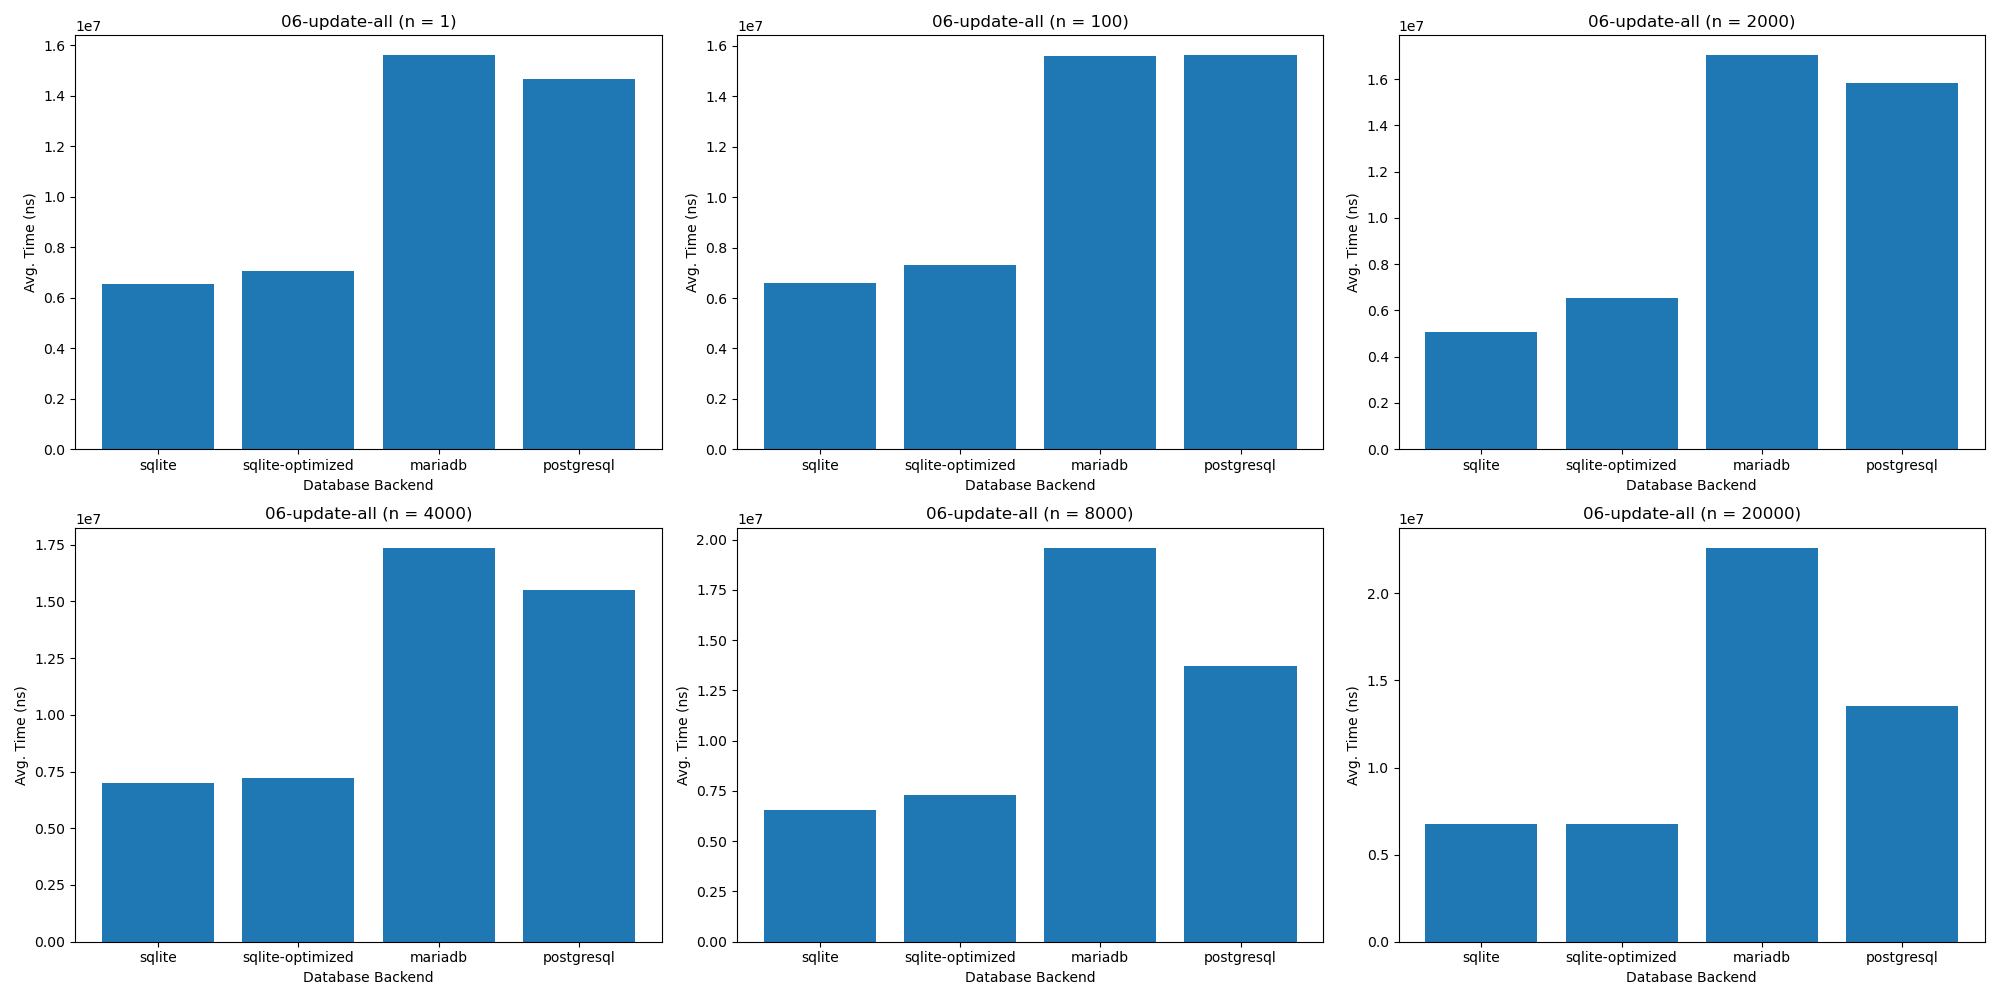 06-update-all (n = 1)
1e7
1.6
1.4
1.2
1.0
0.8
0.6
0.4
0.2
0.0
Avg. Time (ns)
sqlite sqlite-optimized mariadb postgresql
Database Backend
06-update-all (n = 100)
1e7
1.6
1.4
1.2
1.0
0.8
0.6
0.4
0.2
0.0
Avg. Time (ns)
sqlite sqlite-optimized mariadb postgresql
Database Backend
06-update-all (n = 2000)
1e7
1.6
1.4
1.2
1.0
0.8
0.6
0.4
0.2
0.0
Avg. Time (ns)
sqlite sqlite-optimized mariadb postgresql
Database Backend
06-update-all (n = 4000)
1e7
1.75
1.50
1.25
1.00
0.75
0.50
0.25
0.00
Avg. Time (ns)
sqlite sqlite-optimized mariadb postgresql
Database Backend
06-update-all (n = 8000)
1e7
2.00
1.75
1.50
1.25
1.00
0.75
0.50
0.25
0.00
Avg. Time (ns)
sqlite sqlite-optimized mariadb postgresql
Database Backend
06-update-all (n = 20000)
1e7
2.0
1.5
1.0
0.5
0.0
Avg. Time (ns)
sqlite sqlite-optimized mariadb postgresql
Database Backend